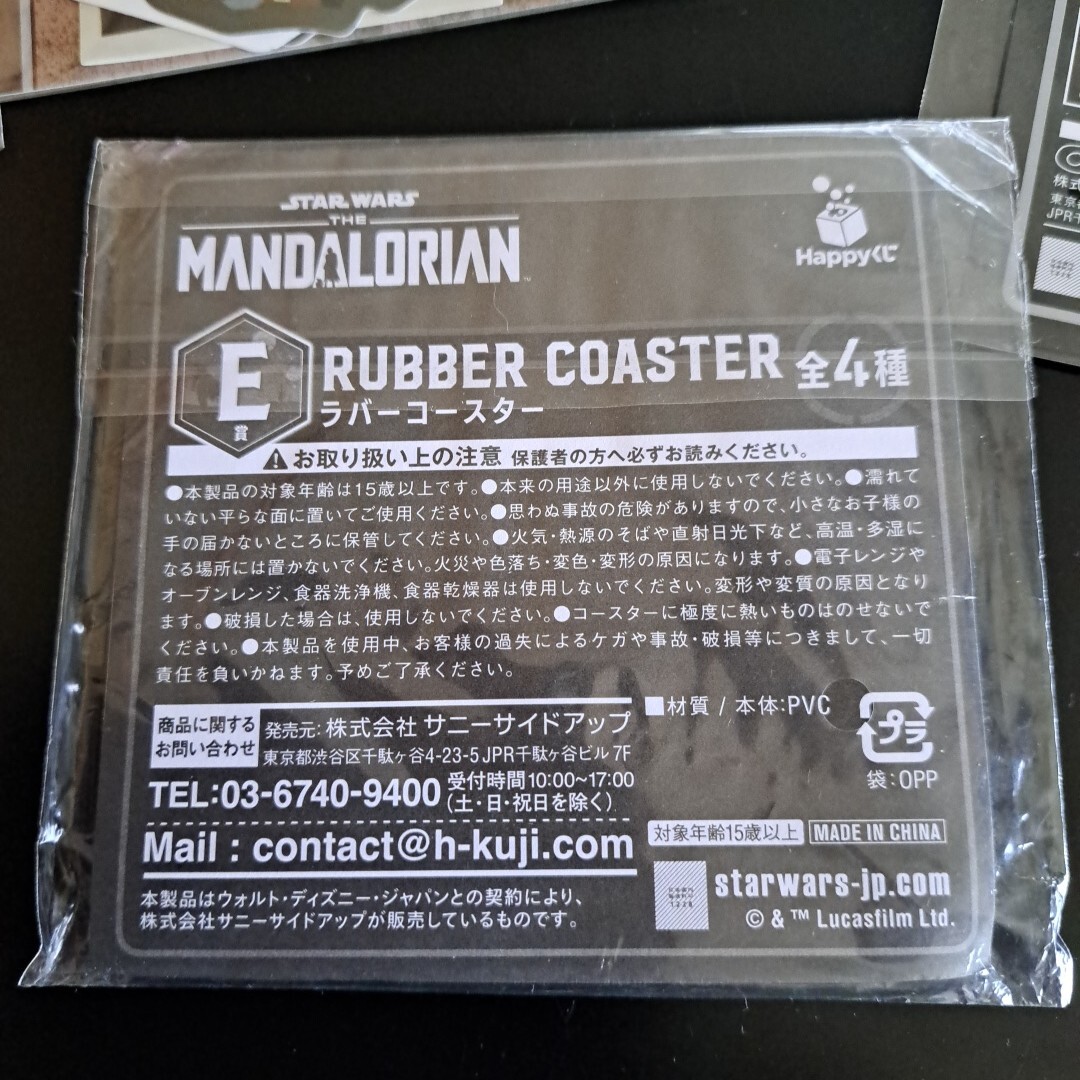 STAR WARS
THE
MANDALORIAN
Happyくじ
E賞
RUBBER COASTER 全4種
ラバーコースター
お取り扱い上の注意 保護者の方へ必ずお読みください。
●本製品の対象年齢は15歳以上です。●本来の用途以外に使用しないでください。●濡れて
いない平らな面に置いてご使用ください。●思わぬ事故の危険がありますので、小さなお子様の
手の届かないところに保管してください。●火気・熱源のそばや直射日光下など、高温・多湿に
なる場所には置かないでください。火災や色落ち・変色・変形の原因になります。●電子レンジや
オーブンレンジ、食器洗浄機、食器乾燥器は使用しないでください。変形や変質の原因となり
ます。●破損した場合は、使用しないでください。●コースターに極度に熱いものはのせないで
ください。●本製品を使用中、お客様の過失によるケガや事故・破損等につきまして、一切
責任を負いかねます。予めご了承ください。
商品に関する
お問い合わせ
発売元:株式会社 サニーサイドアップ
東京都渋谷区千駄ヶ谷4-23-5 JPR千駄ヶ谷ビル 7F
TEL:03-6740-9400 受付時間10:00~17:00
(土・日・祝日を除く)
Mail : contact@h-kuji.com
本製品はウォルト・ディズニー・ジャパンとの契約により、
株式会社サニーサイドアップが販売しているものです。
■材質 / 本体:PVC
プラ
袋:OPP
対象年齢15歳以上
MADE IN CHINA
starwars-jp.com
© & ™ Lucasfilm Ltd.
株式
東京都
JPR千